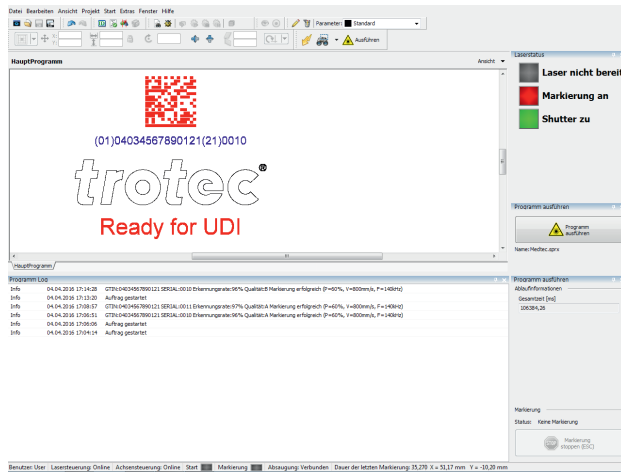 Datei Bearbeiten Ansicht Projekt Start Extras Fenster Hilfe
Parameter: Standard
X:
Y:
Ausführen
HauptProgramm
Ansicht
(01)04034567890121(21)0010
trotec®
Ready for UDI
HauptProgramm
Laserstatus
Laser nicht bereit
Markierung an
Shutter zu
Programm ausführen
Programm
ausführen
Name: Medtec.sprx
Programm Log
Info 04.04.2016 17:14:28 GTIN:04034567890121 SERIAL:0010 Erkennungsrate:96% Qualität:B Markierung erfolgreich (P=60%, V=800mm/s, F=140kHz)
Info 04.04.2016 17:13:20 Auftrag gestartet
Info 04.04.2016 17:08:57 GTIN:04034567890121 SERIAL:0011 Erkennungsrate:97% Qualität:A Markierung erfolgreich (P=60%, V=800mm/s, F=140kHz)
Info 04.04.2016 17:06:51 GTIN:04034567890121 SERIAL:0010 Erkennungsrate:96% Qualität:A Markierung erfolgreich (P=60%, V=800mm/s, F=140kHz)
Info 04.04.2016 17:06:06 Auftrag gestartet
Info 04.04.2016 17:04:14 Auftrag gestartet
Programm ausführen
Ablaufinformationen
Gesamtzeit [ms]
106384,26
Markierung
Status: Keine Markierung
Markierung
stoppen (ESC)
Benutzer: User Lasersteuerung: Online Achsensteuerung: Online Start Markierung: Absaugung: Verbunden Dauer der letzten Markierung: 35,270 X = 51,17 mm Y = -10,20 mm